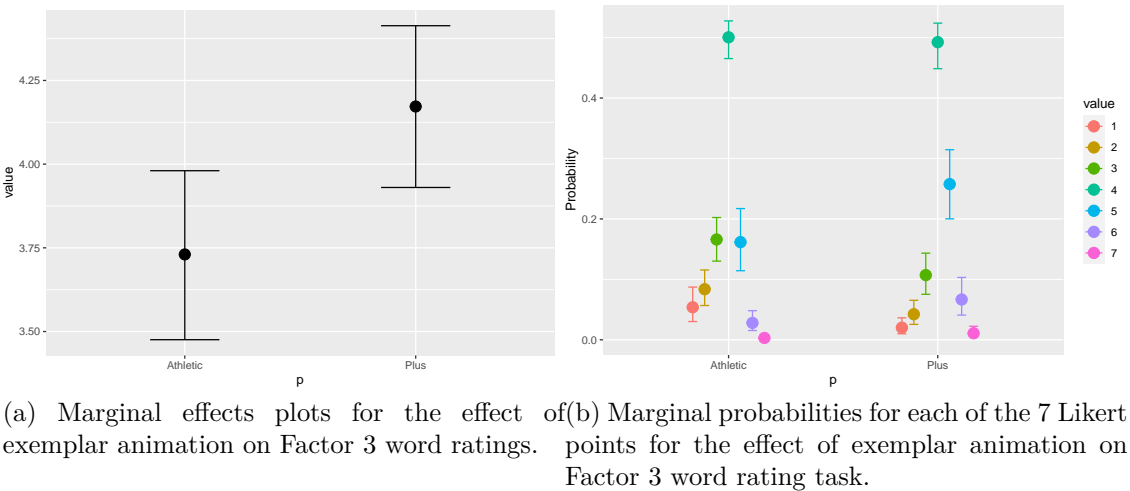 4.25
4.00
3.75
3.50
value
Athletic
Plus
p
0.4
0.2
0.0
Probability
Athletic
Plus
p
value
1
2
3
4
5
6
7
(a) Marginal effects plots for the effect of
exemplar animation on Factor 3 word ratings.
(b) Marginal probabilities for each of the 7 Likert
points for the effect of exemplar animation on
Factor 3 word rating task.